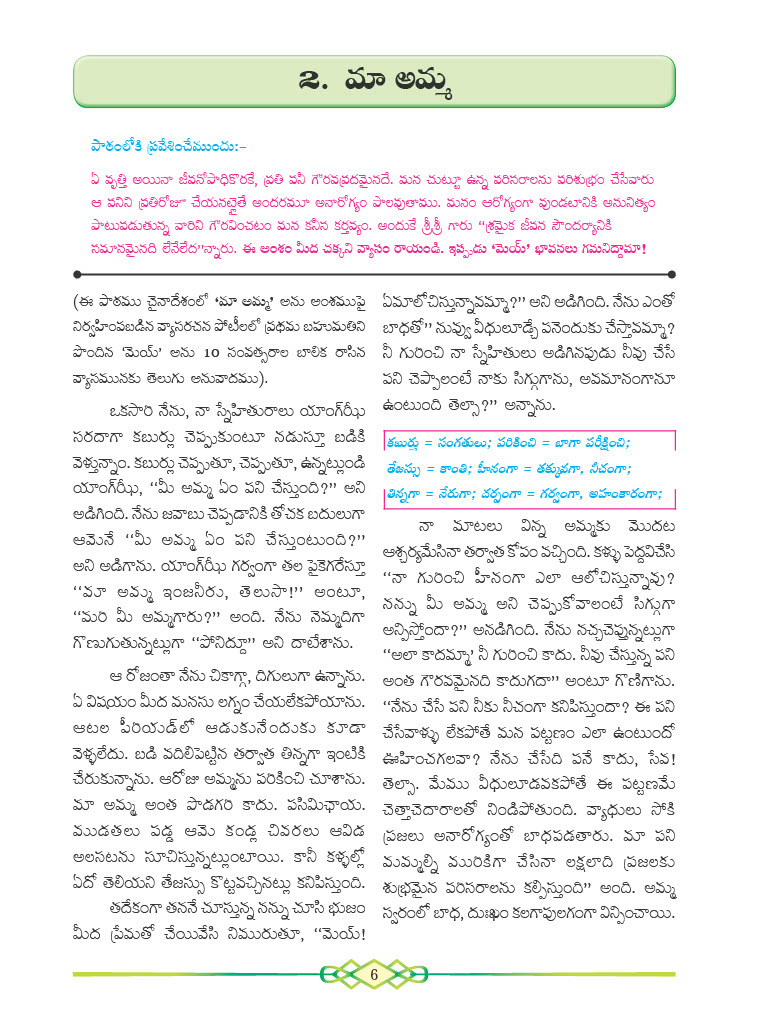 2. మా అమ్మ
పాఠంలోకి ప్రవేశించేముందు:-
ఏ వృత్తి అయినా జీవనోపాధికొరకే, ప్రతి పనీ గౌరవప్రదమైనదే. మన చుట్టూ ఉన్న పరిసరాలను పరిశుభ్రం చేసేవారు
ఆ పనిని ప్రతిరోజూ చేయనట్లైతే అందరమూ అనారోగ్యం పాలవుతాము. మనం ఆరోగ్యంగా వుండటానికి అనునిత్యం
పాటుపడుతున్న వారిని గౌరవించటం మన కనీస కర్తవ్యం. అందుకే శ్రీశ్రీ గారు “శ్రమైక జీవన సౌందర్యానికి
సమానమైనది లేనేలేద”న్నారు. ఈ అంశం మీద చక్కని వ్యాసం రాయండి. ఇప్పుడు ‘మెయ్’ భావనలు గమనిద్దామా!
(ఈ పాఠము చైనాదేశంలో ‘మా అమ్మ’ అను అంశముపై
నిర్వహింపబడిన వ్యాసరచన పోటీలలో ప్రథమ బహుమతిని
పొందిన ‘మెయ్’ అను 10 సంవత్సరాల బాలిక రాసిన
వ్యాసమునకు తెలుగు అనువాదము).
ఒకసారి నేను, నా స్నేహితురాలు యాంగ్‌ఝీ
సరదాగా కబుర్లు చెప్పుకుంటూ నడుస్తూ బడికి
వెళ్తున్నాం. కబుర్లు చెప్పుతూ, చెప్పుతూ, ఉన్నట్లుండి
యాంగ్‌ఝీ, “మీ అమ్మ ఏం పని చేస్తుంది?” అని
అడిగింది. నేను జవాబు చెప్పడానికి తోచక బదులుగా
ఆమెనే “మీ అమ్మ ఏం పని చేస్తుంటుంది?”
అని అడిగాను. యాంగ్‌ఝీ గర్వంగా తల పైకెగరేస్తూ
“మా అమ్మ ఇంజనీరు, తెలుసా!” అంటూ,
“మరి మీ అమ్మగారు?” అంది. నేను నెమ్మదిగా
గొణుగుతున్నట్లుగా “పోనిద్దూ” అని దాటేశాను.
ఆ రోజంతా నేను చికాగ్గా, దిగులుగా ఉన్నాను.
ఏ విషయం మీద మనసు లగ్నం చేయలేకపోయాను.
ఆటల పీరియడ్‌లో ఆడుకునేందుకు కూడా
వెళ్ళలేదు. బడి వదిలిపెట్టిన తర్వాత తిన్నగా ఇంటికి
చేరుకున్నాను. ఆరోజు అమ్మను పరికించి చూశాను.
మా అమ్మ అంత పొడగరి కాదు. పసిమిఛాయ.
ముడతలు పడ్డ ఆమె కండ్ల చివరలు ఆవిడ
అలసటను సూచిస్తున్నట్లుంటాయి. కానీ కళ్ళల్లో
ఏదో తెలియని తేజస్సు కొట్టవచ్చినట్లు కనిపిస్తుంది.
తదేకంగా తననే చూస్తున్న నన్ను చూసి భుజం
మీద ప్రేమతో చేయివేసి నిమురుతూ, “మెయ్!
ఏమాలోచిస్తున్నావమ్మా?” అని అడిగింది. నేను ఎంతో
బాధతో” నువ్వు వీధులూడ్చే పనెందుకు చేస్తావమ్మా?
నీ గురించి నా స్నేహితులు అడిగినపుడు నీవు చేసే
పని చెప్పాలంటే నాకు సిగ్గుగాను, అవమానంగానూ
ఉంటుంది తెల్సా?” అన్నాను.
కబుర్లు = సంగతులు; పరికించి = బాగా పరీక్షించి;
తేజస్సు = కాంతి; హీనంగా = తక్కువగా, నీచంగా;
తిన్నగా = నేరుగా; దర్పంగా = గర్వంగా, అహంకారంగా;
నా మాటలు విన్న అమ్మకు మొదట
ఆశ్చర్యమేసినా తర్వాత కోపం వచ్చింది. కళ్ళు పెద్దవిచేసి
“నా గురించి హీనంగా ఎలా ఆలోచిస్తున్నావు?
నన్ను మీ అమ్మ అని చెప్పుకోవాలంటే సిగ్గుగా
అన్పిస్తోందా?” అనడిగింది. నేను నచ్చచెప్తున్నట్లుగా
“అలా కాదమ్మా’ నీ గురించి కాదు. నీవు చేస్తున్న పని
అంత గౌరవమైనది కాదుగదా” అంటూ గొణిగాను.
“నేను చేసే పని నీకు నీచంగా కనిపిస్తుందా? ఈ పని
చేసేవాళ్ళు లేకపోతే మన పట్టణం ఎలా ఉంటుందో
ఊహించగలవా? నేను చేసేది పనే కాదు, సేవ!
తెల్సా. మేము వీధులూడవకపోతే ఈ పట్టణమే
చెత్తాచెదారాలతో నిండిపోతుంది. వ్యాధులు సోకి
ప్రజలు అనారోగ్యంతో బాధపడతారు. మా పని
మమ్మల్ని మురికిగా చేసినా లక్షలాది ప్రజలకు
శుభ్రమైన పరిసరాలను కల్పిస్తుంది” అంది. అమ్మ
స్వరంలో బాధ, దుఃఖం కలగాపులగంగా విన్పించాయి.
6